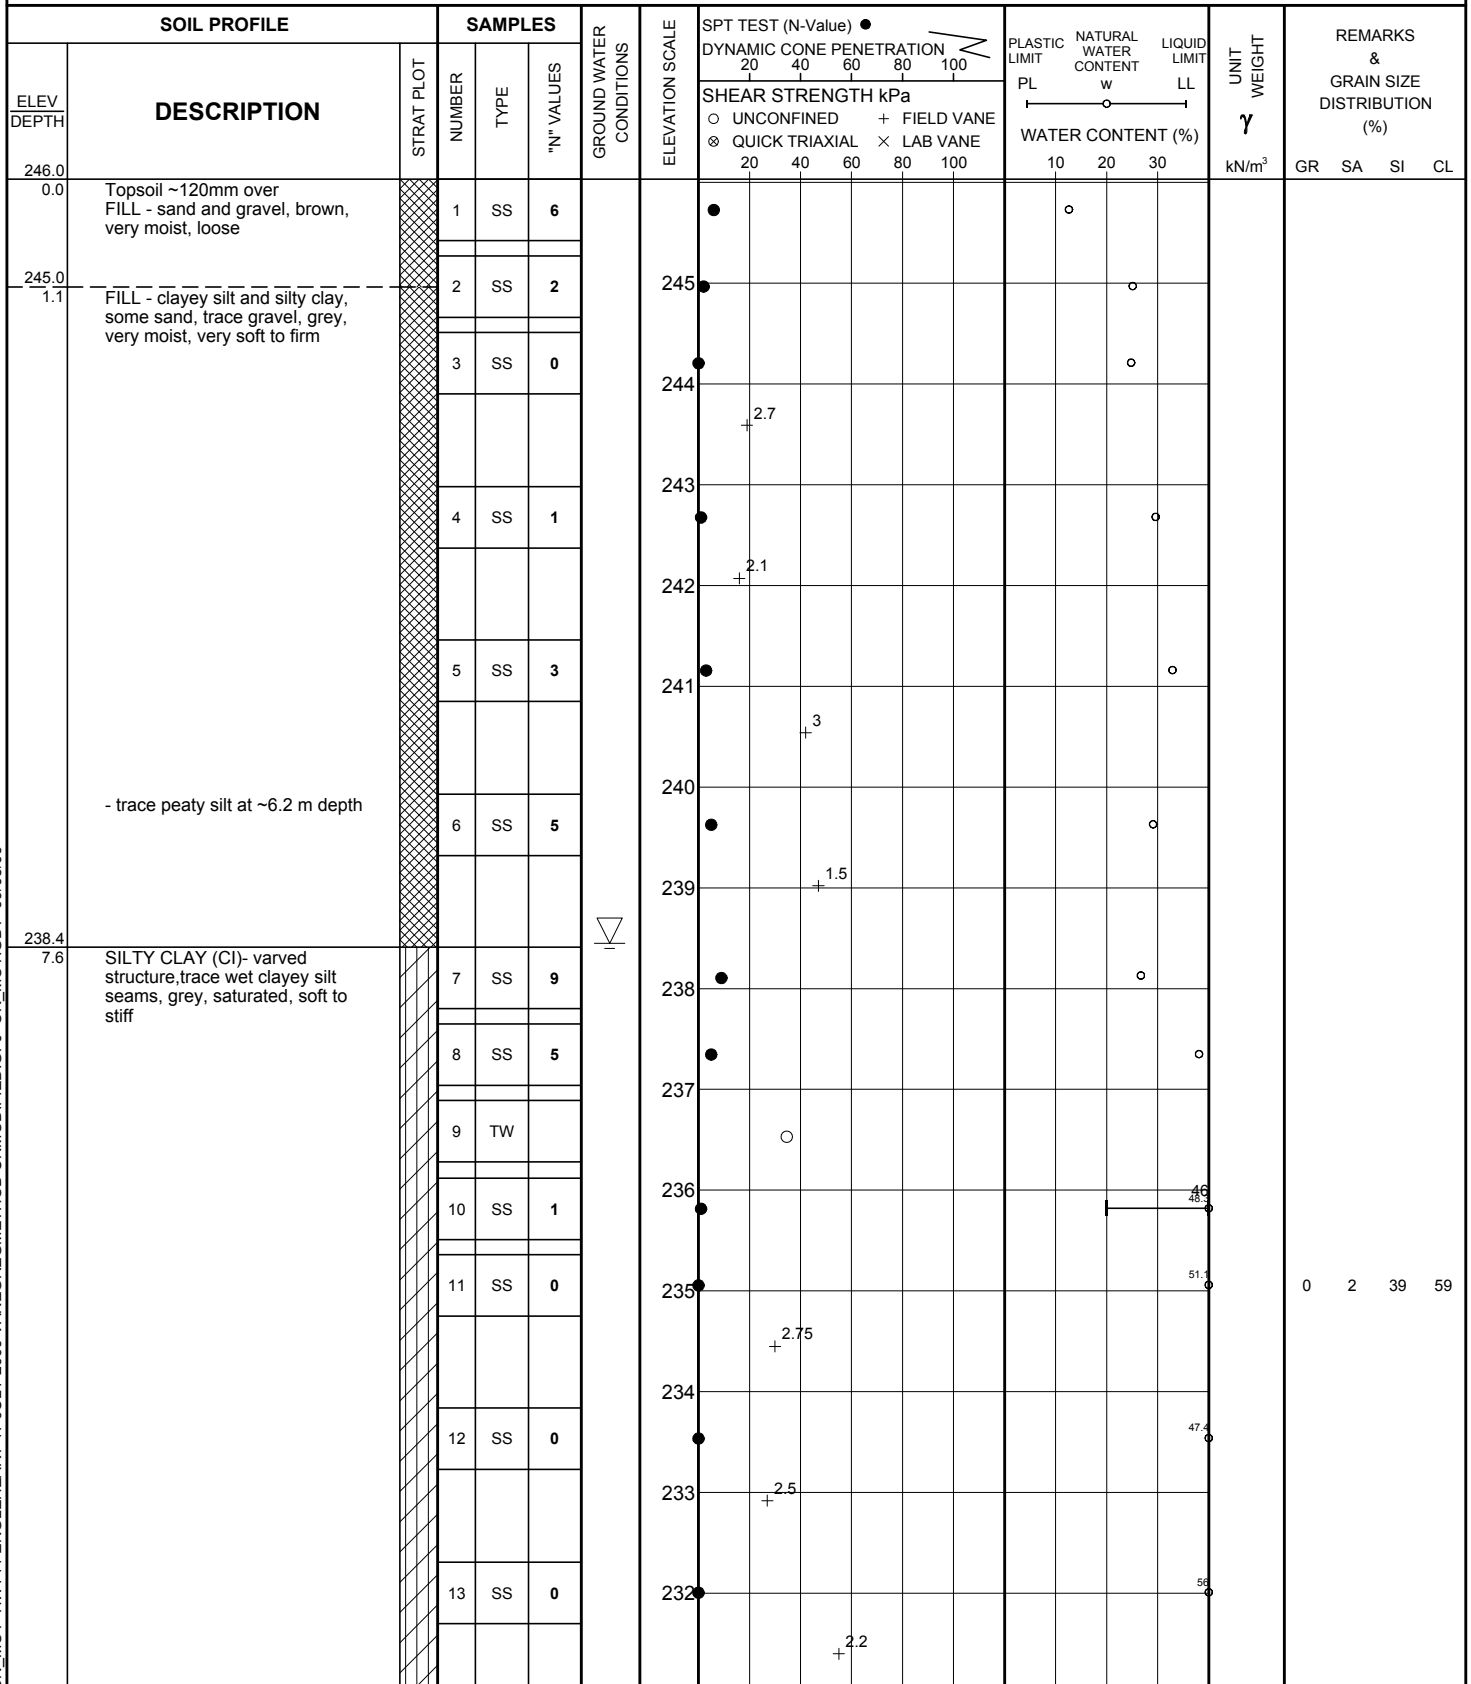 SOIL PROFILE
SAMPLES
GROUND WATER
CONDITIONS
ELEVATION SCALE
SPT TEST (N-Value) ●
DYNAMIC CONE PENETRATION
20 40 60 80 100
SHEAR STRENGTH kPa
○ UNCONFINED + FIELD VANE
⊗ QUICK TRIAXIAL × LAB VANE
20 40 60 80 100
PLASTIC LIMIT
NATURAL WATER CONTENT
LIQUID LIMIT
PL w LL
WATER CONTENT (%)
10 20 30
UNIT WEIGHT
γ
kN/m³
REMARKS
&
GRAIN SIZE
DISTRIBUTION
(%)
GR SA SI CL
ELEV
DEPTH
DESCRIPTION
STRAT PLOT
NUMBER
TYPE
"N" VALUES
246.0
0.0
Topsoil ~120mm over
FILL - sand and gravel, brown,
very moist, loose
1 SS 6
245.0
1.1
FILL - clayey silt and silty clay,
some sand, trace gravel, grey,
very moist, very soft to firm
2 SS 2
245
3 SS 0
244
2.7
243
4 SS 1
2.1
242
5 SS 3
241
3
240
- trace peaty silt at ~6.2 m depth
6 SS 5
1.5
239
238.4
7.6
SILTY CLAY (CI)- varved
structure,trace wet clayey silt
seams, grey, saturated, soft to
stiff
7 SS 9
238
8 SS 5
237
9 TW
236
46
48.3
10 SS 1
51.1
11 SS 0
235
0 2 39 59
2.75
234
12 SS 0
47.4
2.5
233
13 SS 0
232
56
2.2